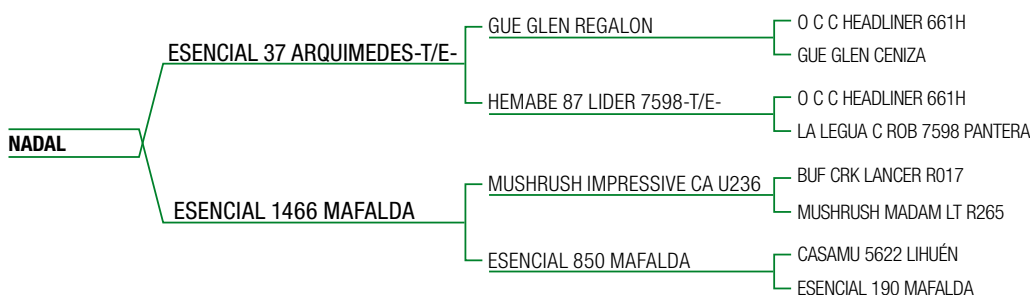 NADAL
ESENCIAL 37 ARQUIMEDES-T/E-
GUE GLEN REGALON
O C C HEADLINER 661H
GUE GLEN CENIZA
HEMABE 87 LIDER 7598-T/E-
O C C HEADLINER 661H
LA LEGUA C ROB 7598 PANTERA
ESENCIAL 1466 MAFALDA
MUSHRUSH IMPRESSIVE CA U236
BUF CRK LANCER R017
MUSHRUSH MADAM LT R265
ESENCIAL 850 MAFALDA
CASAMU 5622 LIHUÉN
ESENCIAL 190 MAFALDA